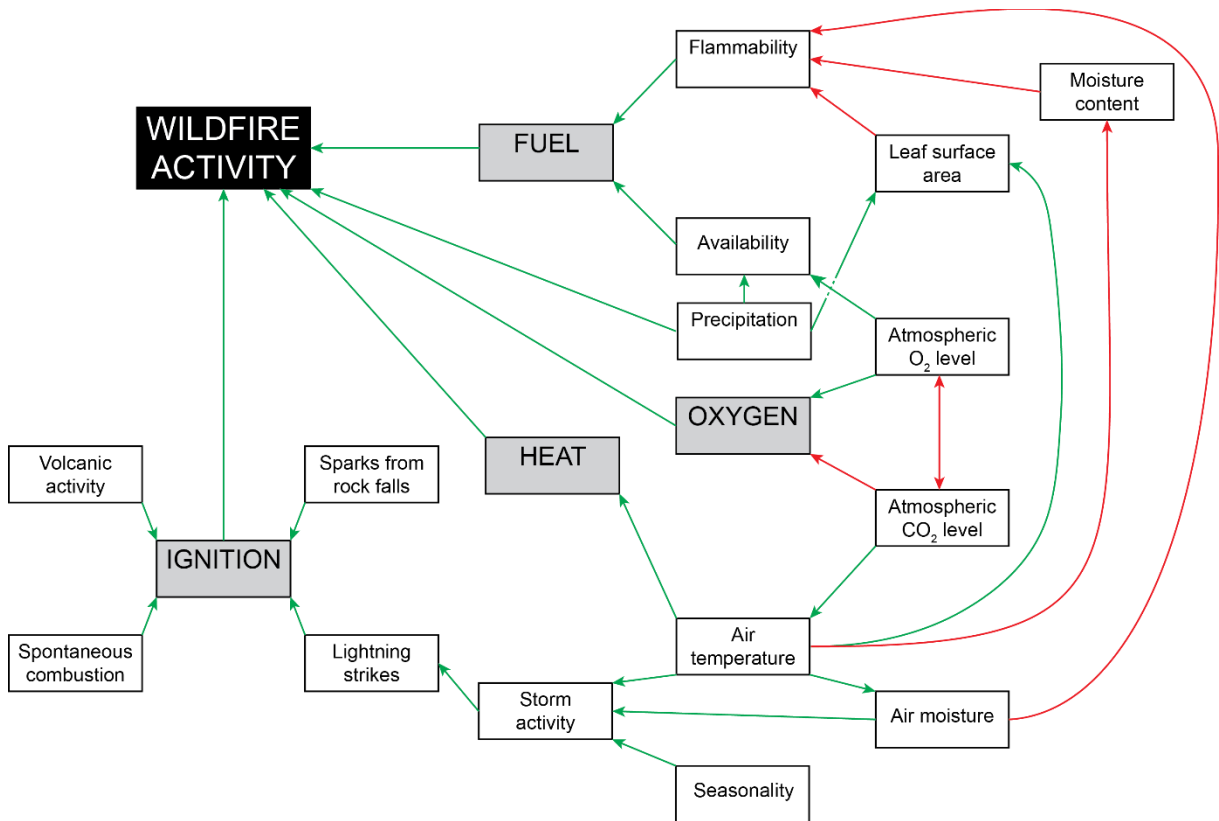 Flammability
Moisture
content
WILDFIRE
ACTIVITY
FUEL
Leaf surface
area
Availability
Precipitation
Atmospheric
O₂ level
OXYGEN
HEAT
Volcanic
activity
Sparks from
rock falls
Atmospheric
CO₂ level
IGNITION
Spontaneous
combustion
Lightning
strikes
Air
temperature
Storm
activity
Air moisture
Seasonality